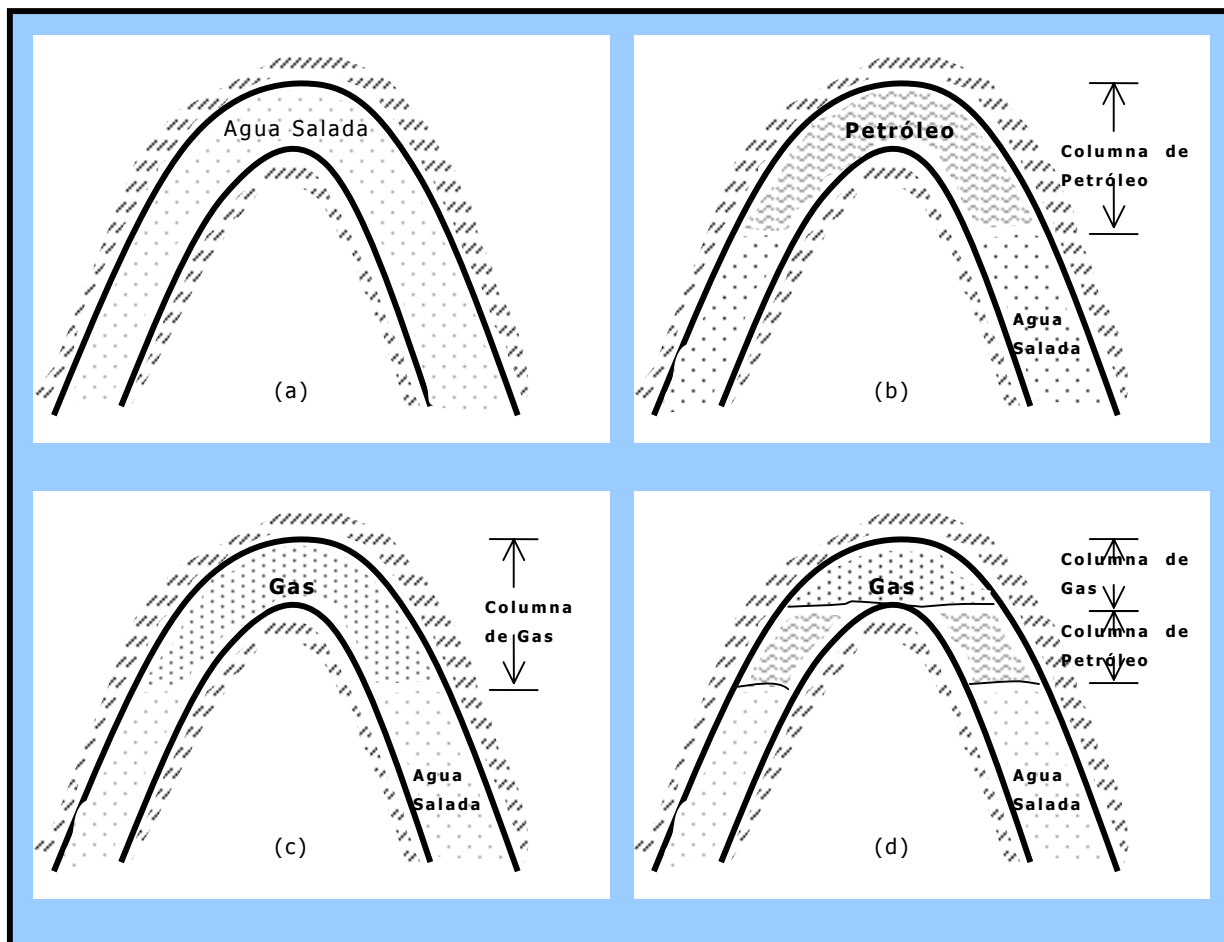 Agua Salada
(a)
Petróleo
Columna de
Petróleo
Agua
Salada
(b)
Gas
Columna
de Gas
Agua
Salada
(c)
Gas
Columna de
Gas
Columna de
Petróleo
Agua
Salada
(d)